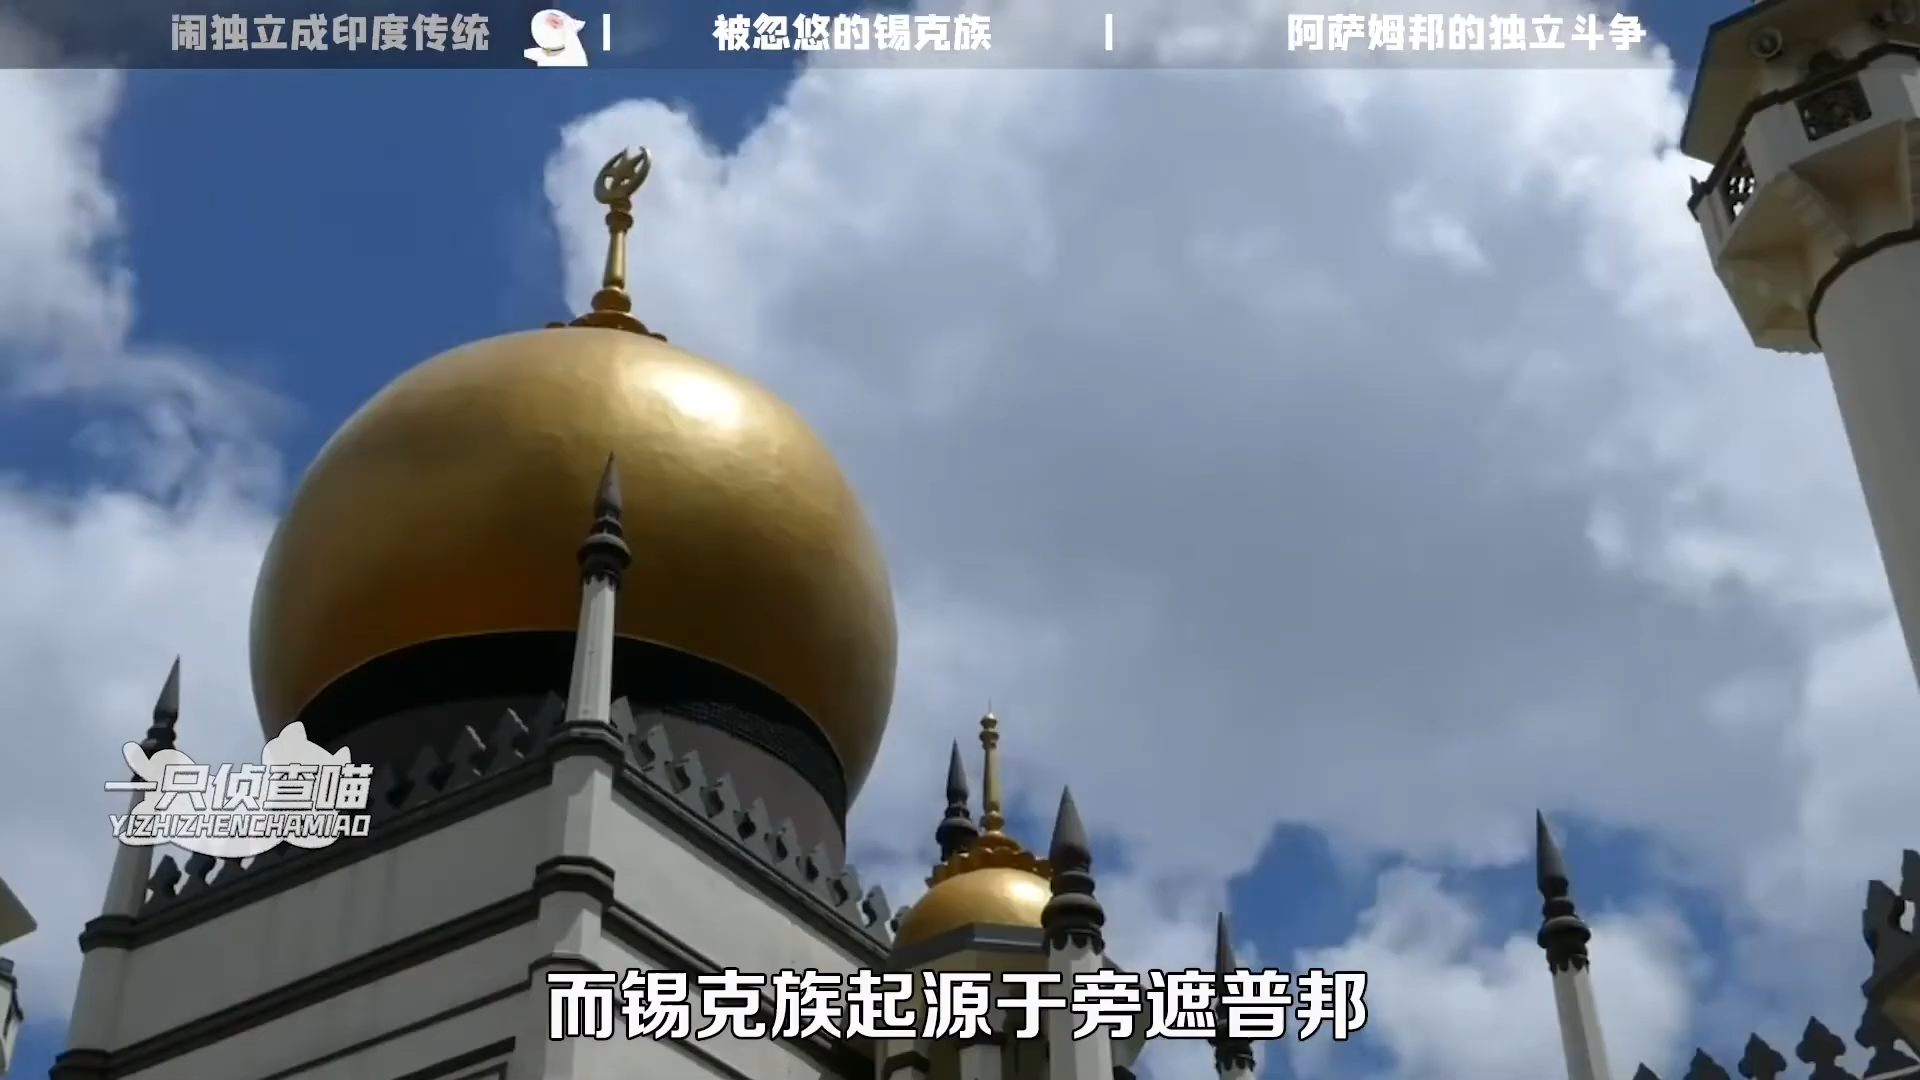 闹独立成印度传统
被忽悠的锡克族
阿萨姆邦的独立斗争
一只侦查喵
YIZHIZHENCHAMIAO
而锡克族起源于旁遮普邦